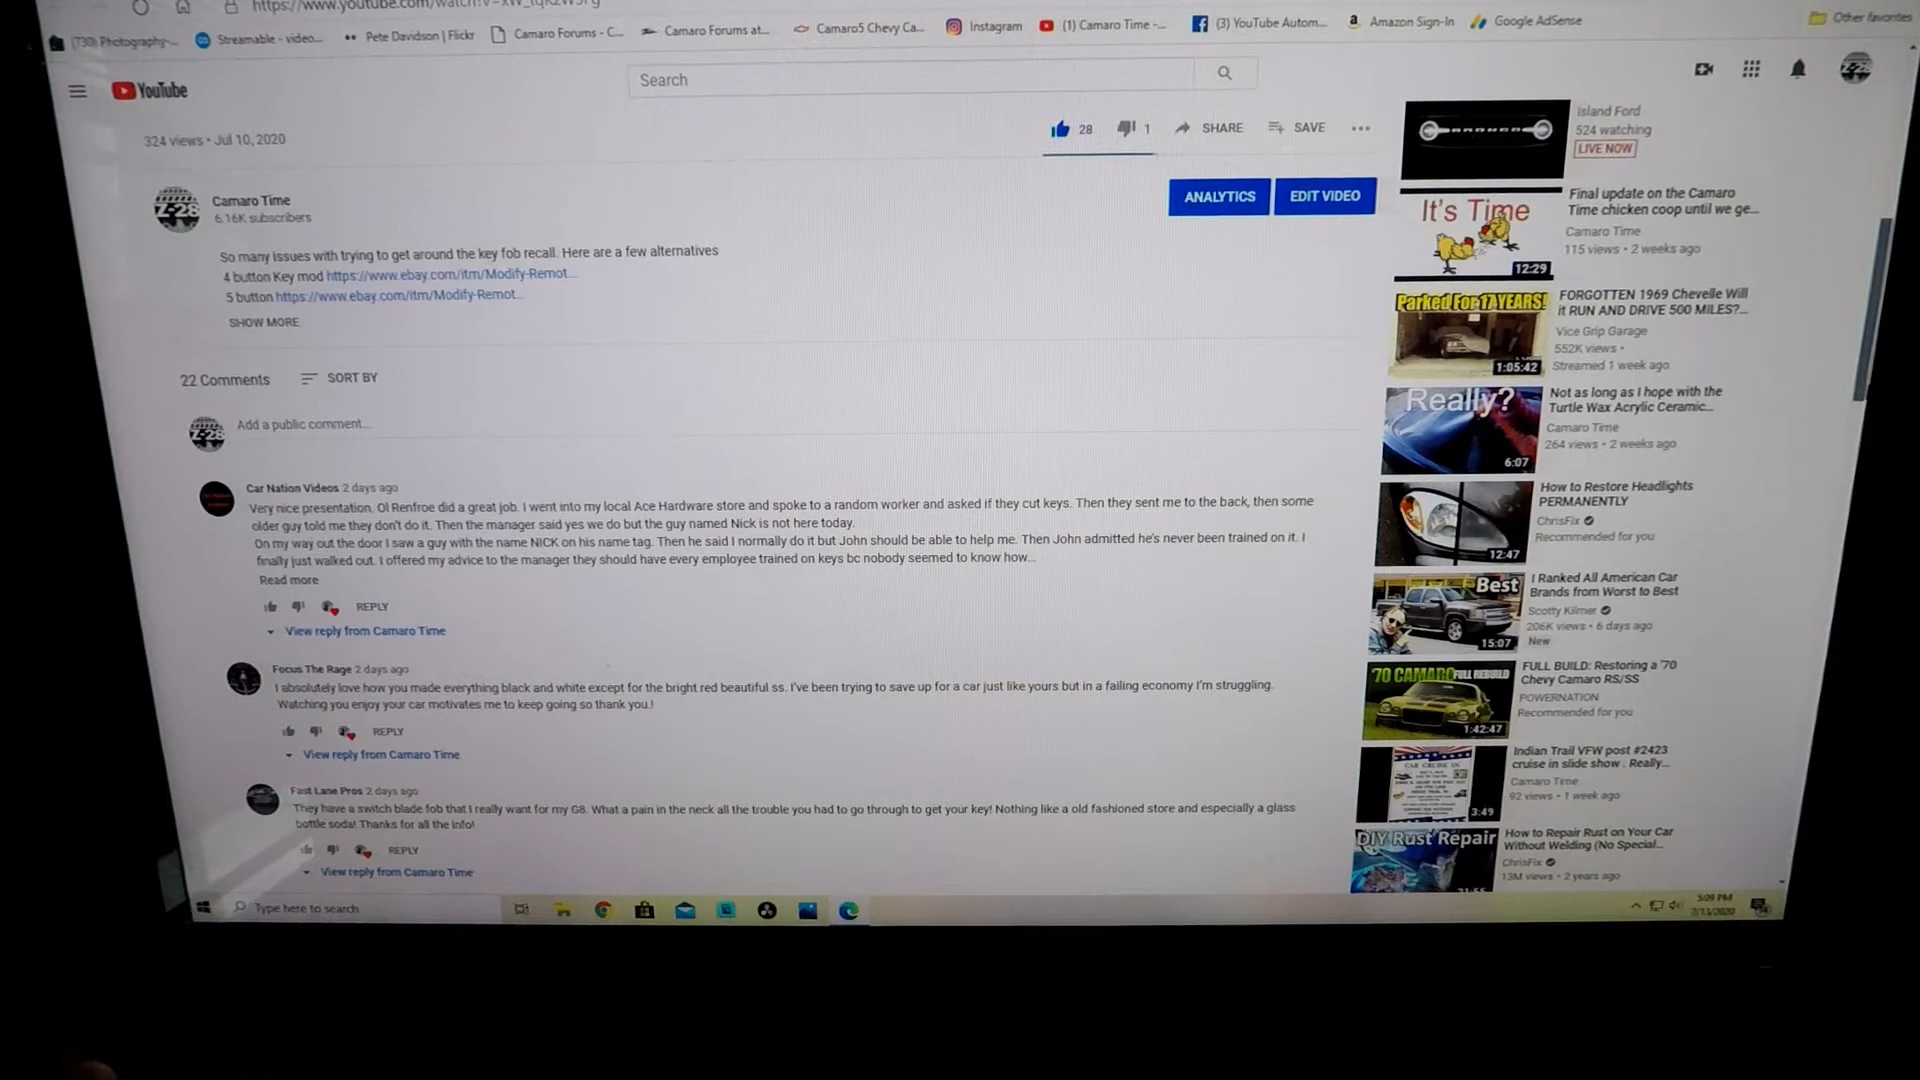 https://www.youtube.com/watch?v=
(730) Photography-...
Streamable - video...
Pete Davidson | Flickr
Camaro Forums - C...
Camaro Forums at...
Camaro5 Chevy Ca...
Instagram
(1) Camaro Time -...
(3) YouTube Autom...
Amazon Sign-In
Google AdSense
Other favorites
YouTube
Search
324 views • Jul 10, 2020
28
1
SHARE
SAVE
Z-28
Camaro Time
6.16K subscribers
ANALYTICS
EDIT VIDEO
So many issues with trying to get around the key fob recall. Here are a few alternatives
4 button Key mod https://www.ebay.com/itm/Modify-Remot...
5 button https://www.ebay.com/itm/Modify-Remot...
SHOW MORE
22 Comments
SORT BY
Z-28
Add a public comment...
Car Nation Videos 2 days ago
Very nice presentation. Ol Renfroe did a great job. I went into my local Ace Hardware store and spoke to a random worker and asked if they cut keys. Then they sent me to the back, then some
older guy told me they don't do it. Then the manager said yes we do but the guy named Nick is not here today.
On my way out the door I saw a guy with the name NICK on his name tag. Then he said I normally do it but John should be able to help me. Then John admitted he's never been trained on it. I
finally just walked out. I offered my advice to the manager they should have every employee trained on keys bc nobody seemed to know how...
Read more
REPLY
View reply from Camaro Time
Focus The Rage 2 days ago
I absolutely love how you made everything black and white except for the bright red beautiful ss. I've been trying to save up for a car just like yours but in a failing economy I'm struggling.
Watching you enjoy your car motivates me to keep going so thank you.!
REPLY
View reply from Camaro Time
Fast Lane Pros 2 days ago
They have a switch blade fob that I really want for my G8. What a pain in the neck all the trouble you had to go through to get your key! Nothing like a old fashioned store and especially a glass
bottle soda! Thanks for all the info!
REPLY
View reply from Camaro Time
Island Ford
524 watching
LIVE NOW
It's Time
12:29
Final update on the Camaro
Time chicken coop until we ge...
Camaro Time
115 views • 2 weeks ago
Parked For 17 YEARS!
1:05:42
FORGOTTEN 1969 Chevelle Will
it RUN AND DRIVE 500 MILES?...
Vice Grip Garage
552K views •
Streamed 1 week ago
Really?
6:07
Not as long as I hope with the
Turtle Wax Acrylic Ceramic...
Camaro Time
264 views • 2 weeks ago
12:47
How to Restore Headlights
PERMANENTLY
ChrisFix
Recommended for you
Best
15:07
I Ranked All American Car
Brands from Worst to Best
Scotty Kilmer
206K views • 6 days ago
New
'70 CAMARO FULL REBUILD
1:42:47
FULL BUILD: Restoring a '70
Chevy Camaro RS/SS
POWERNATION
Recommended for you
CAR CRUISE IN
3:49
Indian Trail VFW post #2423
cruise in slide show . Really...
Camaro Time
92 views • 1 week ago
DIY Rust Repair
How to Repair Rust on Your Car
Without Welding (No Special...
ChrisFix
13M views • 2 years ago
Type here to search
5:09 PM
7/13/2020